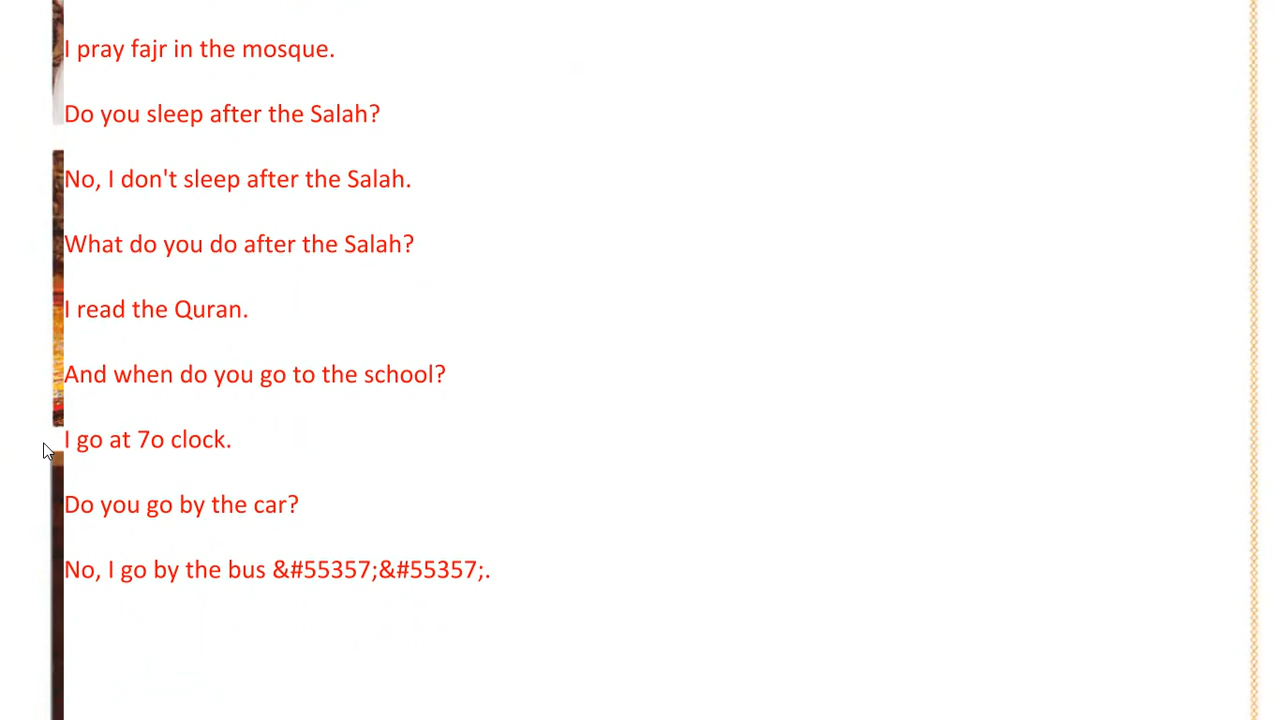 I pray fajr in the mosque.
Do you sleep after the Salah?
No, I don't sleep after the Salah.
What do you do after the Salah?
I read the Quran.
And when do you go to the school?
I go at 7o clock.
Do you go by the car?
No, I go by the bus &#55357;&#55357;.